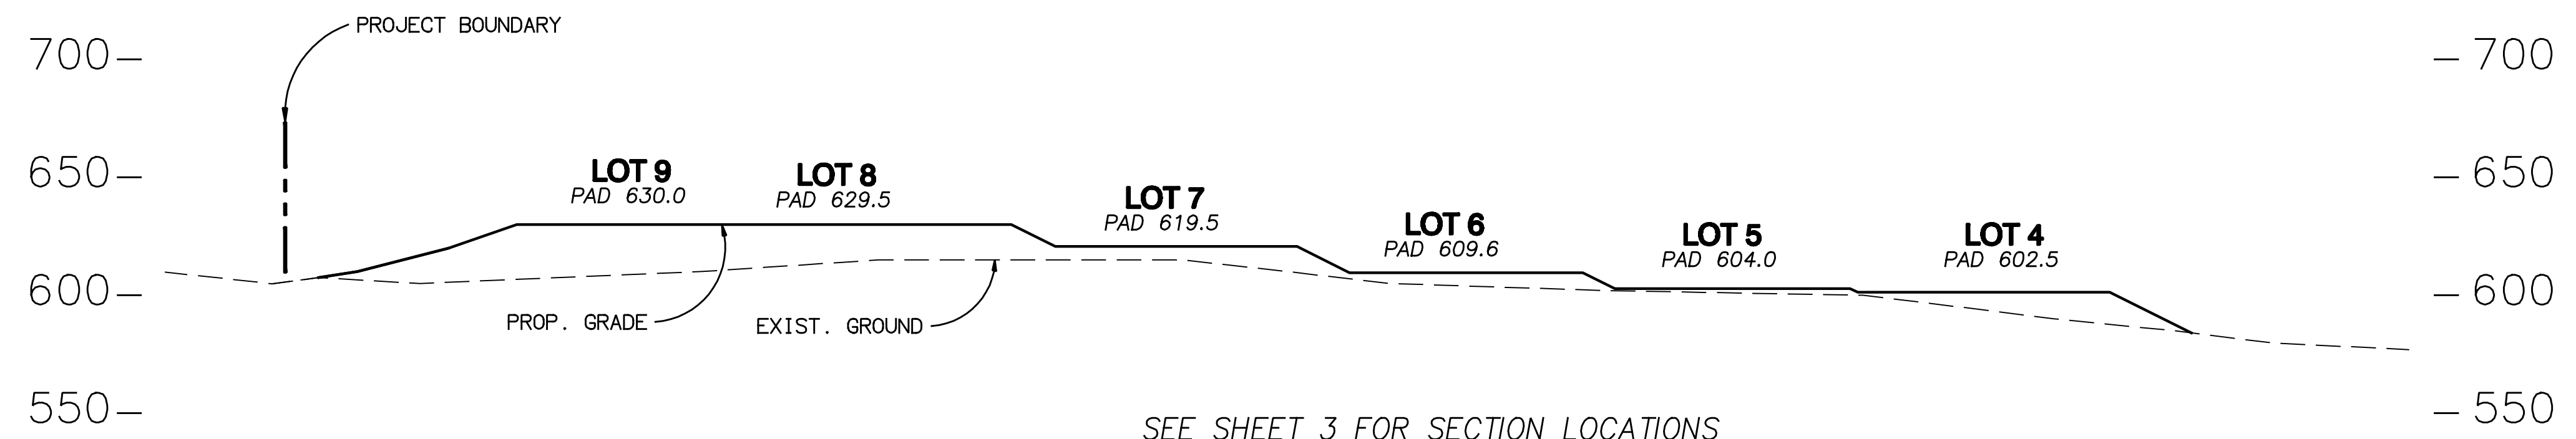 PROJECT BOUNDARY
700
700
650
650
LOT 9
PAD 630.0
LOT 8
PAD 629.5
LOT 7
PAD 619.5
LOT 6
PAD 609.6
LOT 5
PAD 604.0
LOT 4
PAD 602.5
600
600
PROP. GRADE
EXIST. GROUND
550
550
SEE SHEET 3 FOR SECTION LOCATIONS